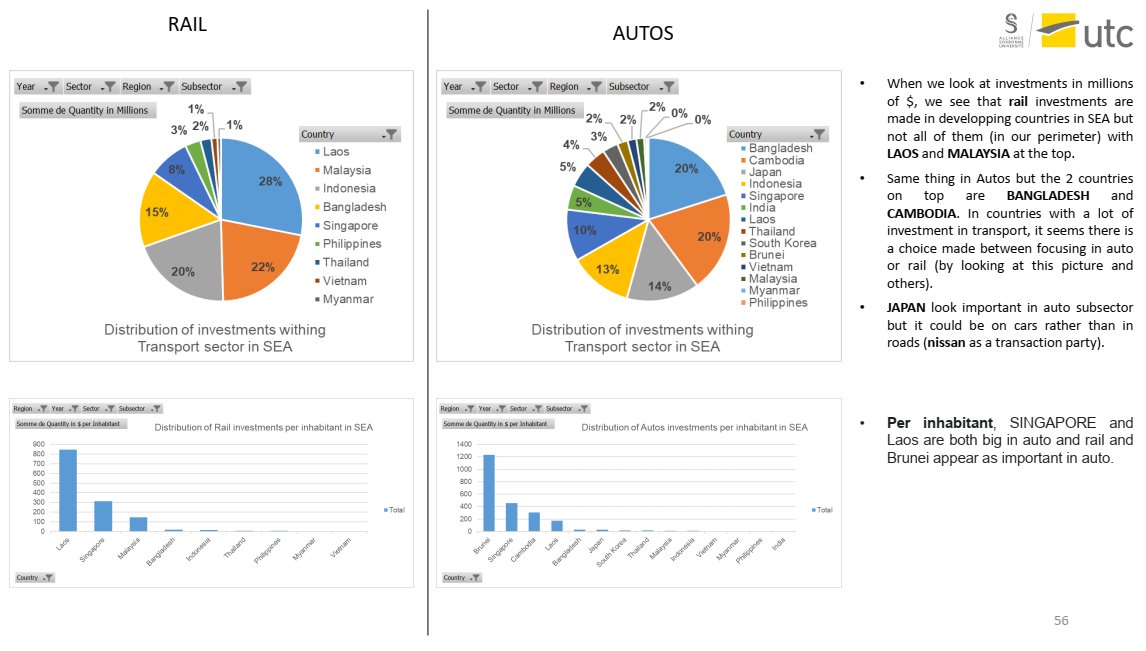 RAIL
AUTOS
S
ALLIANCE
SORBONNE
UNIVERSITÉ
utc
Year Sector Region Subsector
Somme de Quantity in Millions
1%
3% 2% 1%
8%
28%
15%
20%
22%
Country
Laos
Malaysia
Indonesia
Bangladesh
Singapore
Philippines
Thailand
Vietnam
Myanmar
Distribution of investments withing
Transport sector in SEA
Year Sector Region Subsector
Somme de Quantity in Millions
2%
2% 2% 0% 0%
3%
4%
5%
5%
20%
10%
20%
13%
14%
Country
Bangladesh
Cambodia
Japan
Indonesia
Singapore
India
Laos
Thailand
South Korea
Brunei
Vietnam
Malaysia
Myanmar
Philippines
Distribution of investments withing
Transport sector in SEA
• When we look at investments in millions
of $, we see that rail investments are
made in developping countries in SEA but
not all of them (in our perimeter) with
LAOS and MALAYSIA at the top.
• Same thing in Autos but the 2 countries
on top are BANGLADESH and
CAMBODIA. In countries with a lot of
investment in transport, it seems there is
a choice made between focusing in auto
or rail (by looking at this picture and
others).
• JAPAN look important in auto subsector
but it could be on cars rather than in
roads (nissan as a transaction party).
• Per inhabitant, SINGAPORE and
Laos are both big in auto and rail and
Brunei appear as important in auto.
Region Year Sector Subsector
Somme de Quantity in $ per Inhabitant
Distribution of Rail investments per inhabitant in SEA
900
800
700
600
500
400
300
200
100
0
Laos
Singapore
Malaysia
Bangladesh
Indonesia
Thailand
Philippines
Myanmar
Vietnam
Total
Country
Region Year Sector Subsector
Somme de Quantity in $ per Inhabitant
Distribution of Autos investments per inhabitant in SEA
1400
1200
1000
800
600
400
200
0
Brunei
Singapore
Cambodia
Laos
Bangladesh
Japan
South Korea
Thailand
Malaysia
Indonesia
Vietnam
Myanmar
Philippines
India
Total
Country
56